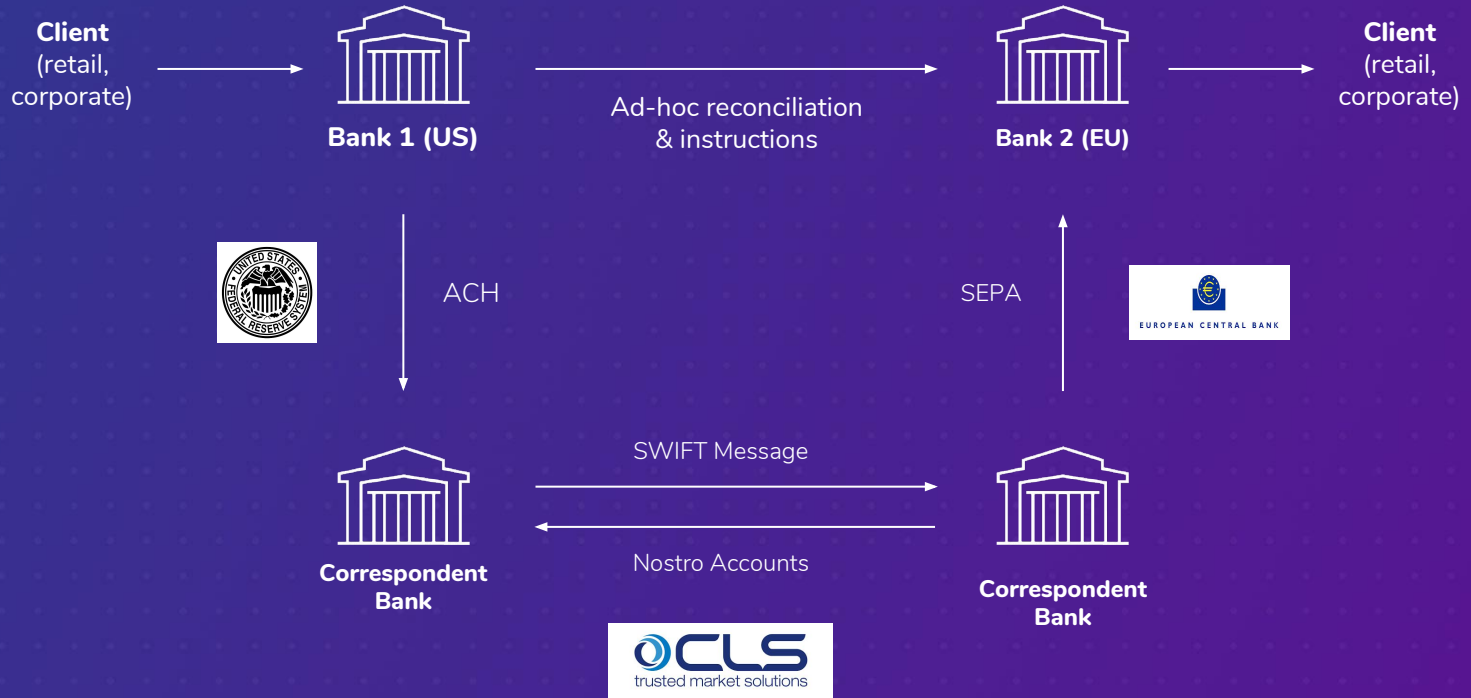 Client
(retail,
corporate)
Bank 1 (US)
Ad-hoc reconciliation
& instructions
Bank 2 (EU)
Client
(retail,
corporate)
UNITED STATES
FEDERAL RESERVE SYSTEM
ACH
SEPA
€
EUROPEAN CENTRAL BANK
SWIFT Message
Nostro Accounts
Correspondent
Bank
Correspondent
Bank
CLS
trusted market solutions